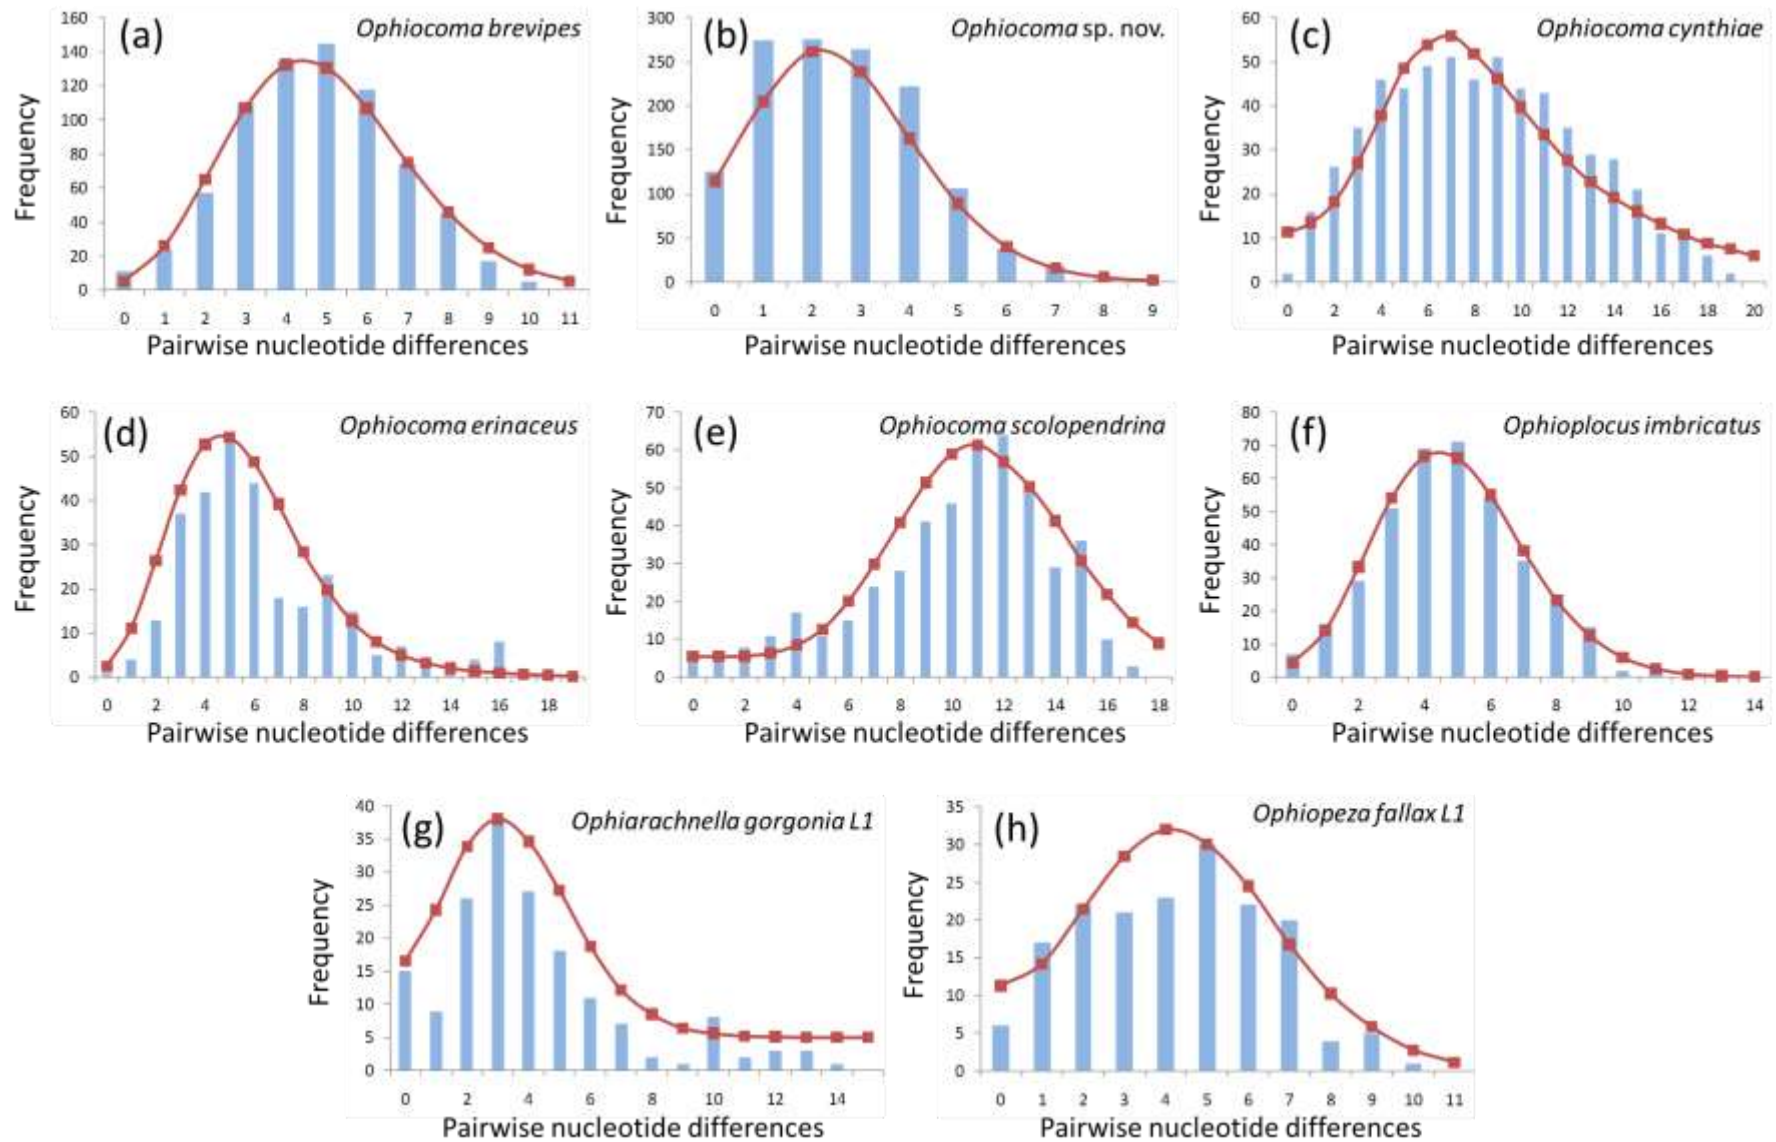 (a) Ophiocoma brevipes
Frequency
160
140
120
100
80
60
40
20
0
0 1 2 3 4 5 6 7 8 9 10 11
Pairwise nucleotide differences
(b) Ophiocoma sp. nov.
Frequency
300
250
200
150
100
50
0
0 1 2 3 4 5 6 7 8 9
Pairwise nucleotide differences
(c) Ophiocoma cynthiae
Frequency
60
50
40
30
20
10
0
0 2 4 6 8 10 12 14 16 18 20
Pairwise nucleotide differences
(d) Ophiocoma erinaceus
Frequency
60
50
40
30
20
10
0
0 2 4 6 8 10 12 14 16 18
Pairwise nucleotide differences
(e) Ophiocoma scolopendrina
Frequency
70
60
50
40
30
20
10
0
0 2 4 6 8 10 12 14 16 18
Pairwise nucleotide differences
(f) Ophioplocus imbricatus
Frequency
80
70
60
50
40
30
20
10
0
0 2 4 6 8 10 12 14
Pairwise nucleotide differences
(g) Ophiarachnella gorgonia L1
Frequency
40
35
30
25
20
15
10
5
0
0 2 4 6 8 10 12 14
Pairwise nucleotide differences
(h) Ophiopeza fallax L1
Frequency
35
30
25
20
15
10
5
0
0 1 2 3 4 5 6 7 8 9 10 11
Pairwise nucleotide differences